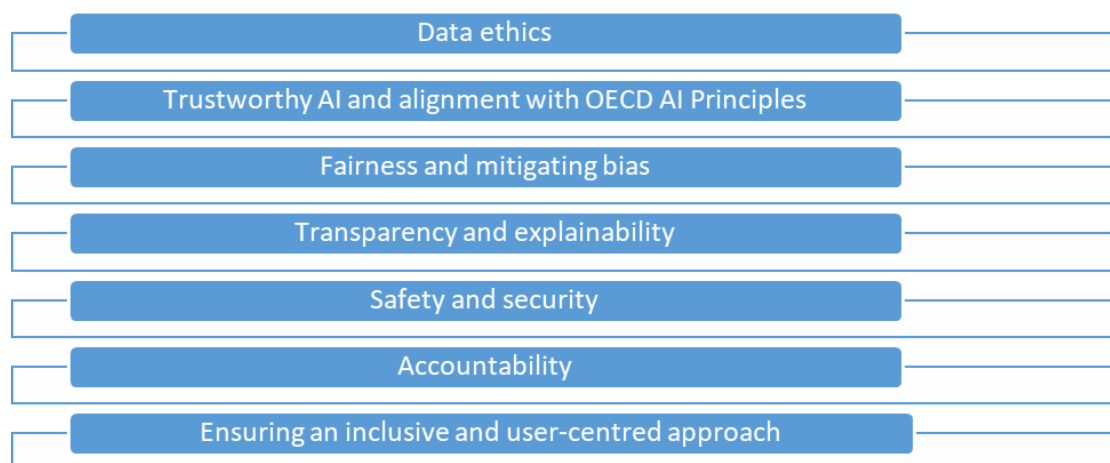 Data ethics
Trustworthy AI and alignment with OECD AI Principles
Fairness and mitigating bias
Transparency and explainability
Safety and security
Accountability
Ensuring an inclusive and user-centred approach